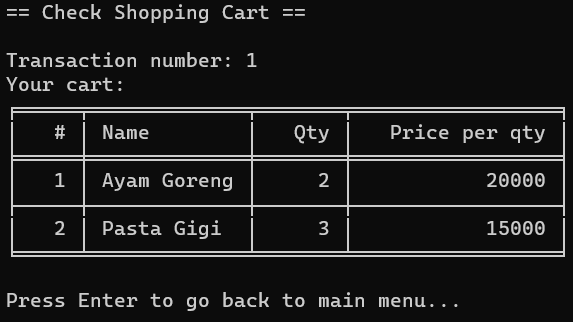 == Check Shopping Cart ==
Transaction number: 1
Your cart:
# Name Qty Price per qty
1 Ayam Goreng 2 20000
2 Pasta Gigi 3 15000
Press Enter to go back to main menu...